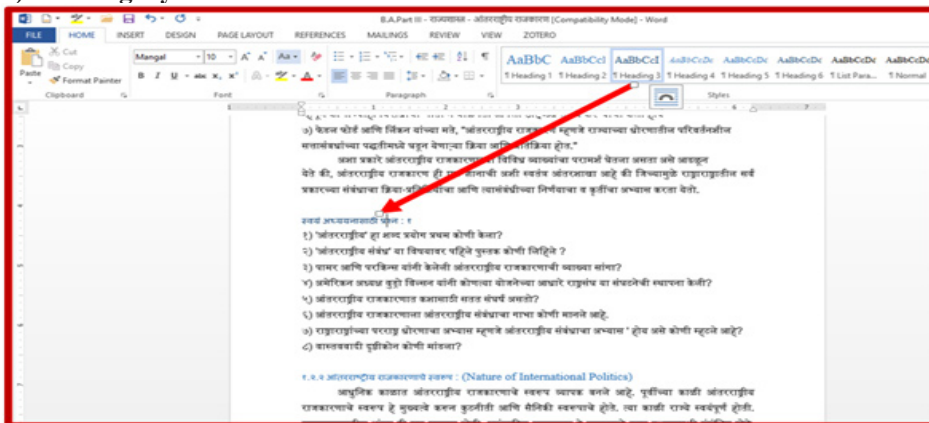 B.A.Part III - राज्यशास्त्र - आंतरराष्ट्रीय राजकारण [Compatibility Mode] - Word
FILE HOME INSERT DESIGN PAGE LAYOUT REFERENCES MAILINGS REVIEW VIEW ZOTERO
Cut
Copy
Paste
Format Painter
Mangal 10
AaBbC AaBbCcI AaBbCcI AaBbCcDc AaBbCcDc AaBbCcDc AaBbCcDc AaBbCcDc
¶ Heading 1 ¶ Heading 2 ¶ Heading 3 ¶ Heading 4 ¶ Heading 5 ¶ Heading 6 ¶ List Para... ¶ Normal
Clipboard Font Paragraph Styles
७) फेडल फोर्ड आणि लिंकन यांच्या मते, "आंतरराष्ट्रीय राजकारण म्हणजे राज्याच्या धोरणातील परिवर्तनशील
सत्तासंबंधांच्या पद्धतीमध्ये घडून येणाऱ्या क्रिया आणि प्रतिक्रिया होत."
अशा प्रकारे आंतरराष्ट्रीय राजकारणाच्या विविध व्याख्यांचा परामर्श घेतला असता असे आढळून
येते की, आंतरराष्ट्रीय राजकारण ही अशी स्वतंत्र आंतरशाखा आहे की जिच्यामुळे राष्ट्राराष्ट्रातील सर्व
प्रकारच्या संबंधाचा आणि त्यासंबंधीच्या निर्णयाचा व कृतींचा अभ्यास करता येतो.
स्वयं अध्ययनासाठी प्रश्न : १
१) 'आंतरराष्ट्रीय' हा शब्द प्रयोग प्रथम कोणी केला?
२) 'आंतरराष्ट्रीय संबंध' या विषयावर पहिले पुस्तक कोणी लिहिले ?
३) पामर आणि परकिन्स यांनी केलेली आंतरराष्ट्रीय राजकारणाची व्याख्या सांगा?
४) अमेरिकन अध्यक्ष वुड्रो विल्सन यांनी कोणत्या योजनेच्या आधारे राष्ट्रसंघ या संघटनेची स्थापना केली?
५) आंतरराष्ट्रीय राजकारणात कशासाठी सतत संघर्ष असतो?
६) आंतरराष्ट्रीय राजकारणाला आंतरराष्ट्रीय संबंधाचा गाभा कोणी मानले आहे.
७) राष्ट्राराष्ट्रांच्या परराष्ट्र धोरणाचा अभ्यास म्हणजे आंतरराष्ट्रीय संबंधाचा अभ्यास ' होय असे कोणी म्हटले आहे?
८) वास्तववादी दृष्टीकोन कोणी मांडला?
१.२.२ आंतरराष्ट्रीय राजकारणाचे स्वरूप : (Nature of International Politics)
आधुनिक काळात आंतरराष्ट्रीय राजकारणाचे स्वरूप व्यापक बनले आहे. पूर्वीच्या काळी आंतरराष्ट्रीय
राजकारणाचे स्वरूप हे मुख्यत्वे करून कुटनीती आणि सैनिकी स्वरूपाचे होते. त्या काळी राज्ये स्वयंपूर्ण होती.